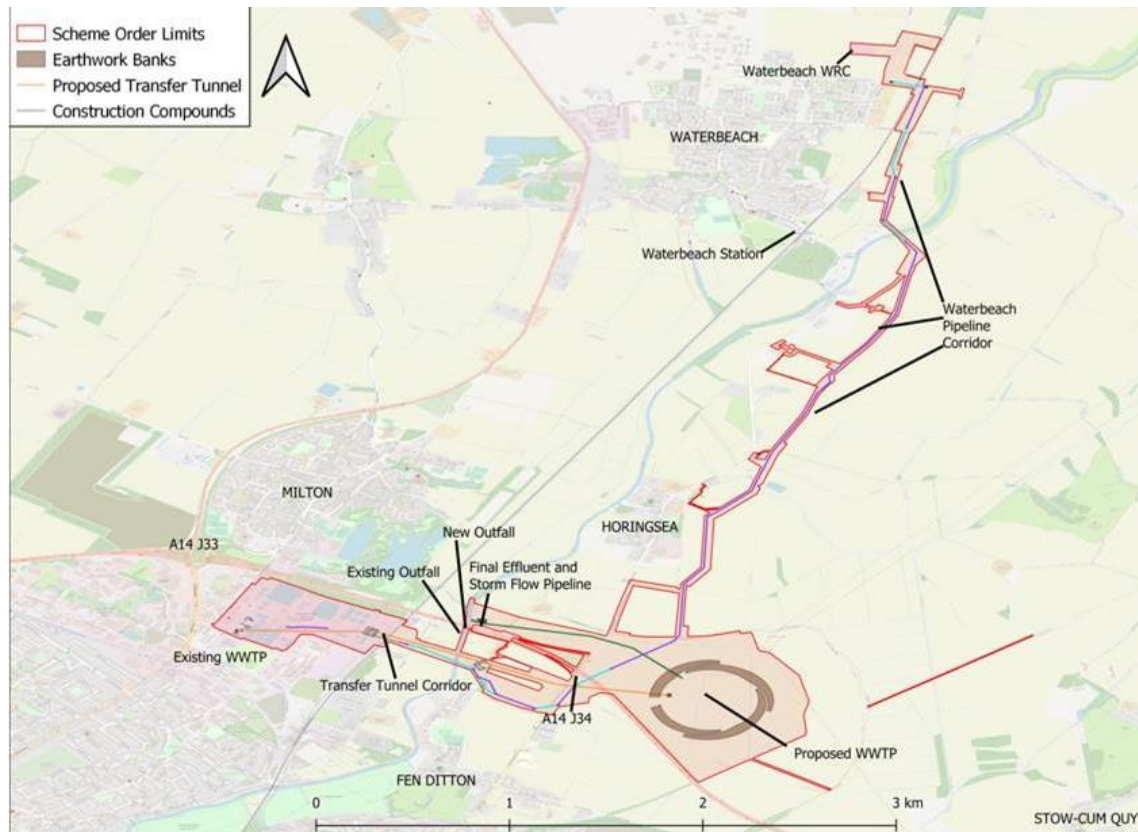 Scheme Order Limits
Earthwork Banks
Proposed Transfer Tunnel
Construction Compounds
Waterbeach WRC
WATERBEACH
Waterbeach Station
Waterbeach
Pipeline
Corridor
MILTON
HORINGSEA
A14 J33
New Outfall
Existing Outfall
Final Effluent and
Storm Flow Pipeline
Existing WWTP
Transfer Tunnel Corridor
A14 J34
Proposed WWTP
FEN DITTON
0 1 2 3 km
STOW-CUM QUY